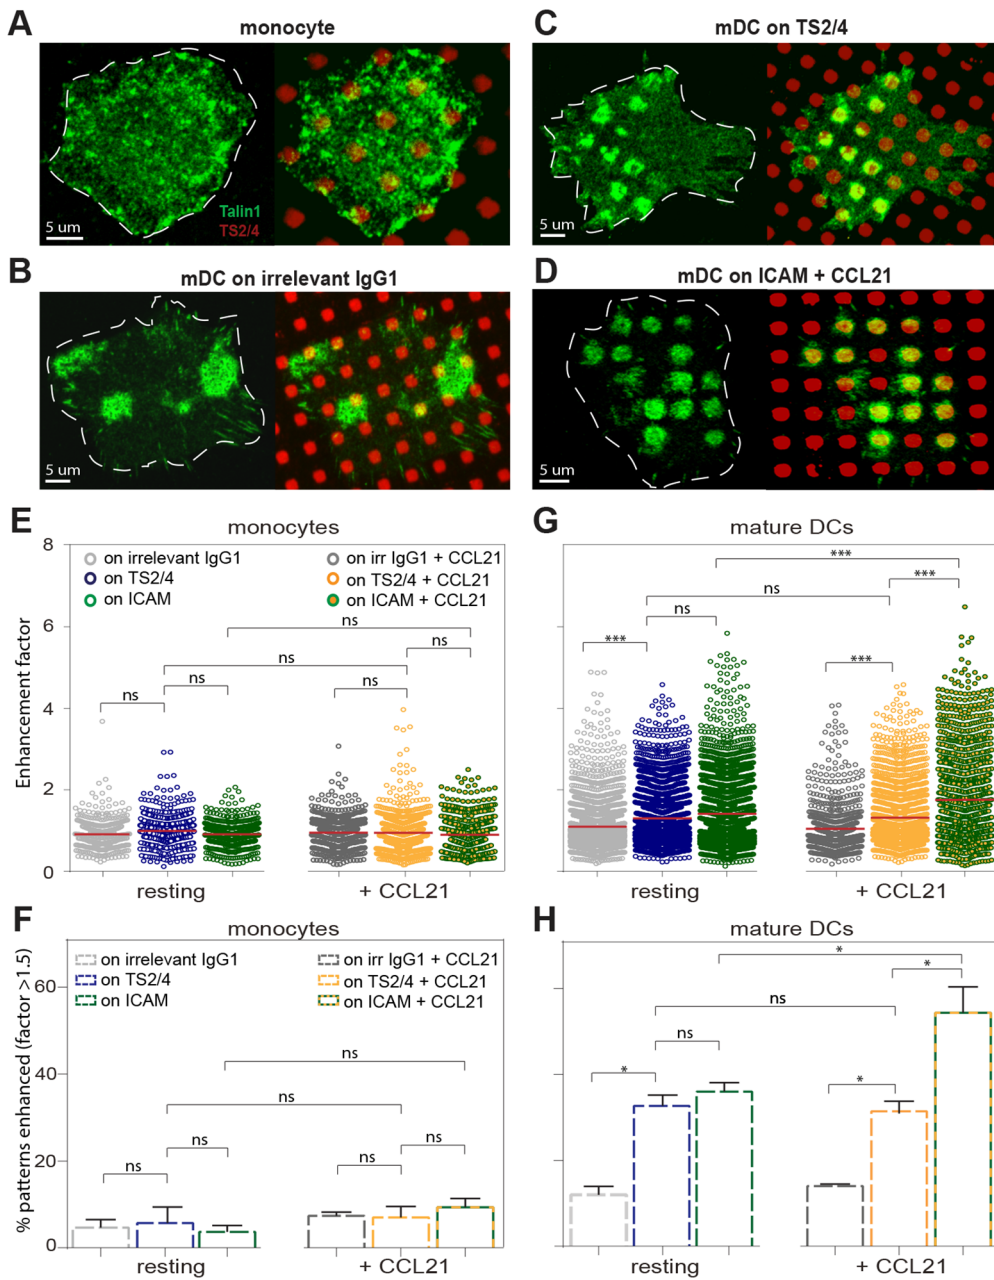 A
monocyte
Talin1
TS2/4
5 um
C
mDC on TS2/4
5 um
B
mDC on irrelevant IgG1
5 um
D
mDC on ICAM + CCL21
5 um
E
monocytes
Enhancement factor
8
6
4
2
0
on irrelevant IgG1
on TS2/4
on ICAM
on irr IgG1 + CCL21
on TS2/4 + CCL21
on ICAM + CCL21
ns
ns
ns
ns
ns
ns
resting
+ CCL21
G
mature DCs
***
***
ns
ns
***
***
resting
+ CCL21
F
monocytes
% patterns enhanced (factor >1.5)
60
40
20
0
on irrelevant IgG1
on TS2/4
on ICAM
on irr IgG1 + CCL21
on TS2/4 + CCL21
on ICAM + CCL21
ns
ns
ns
ns
ns
ns
resting
+ CCL21
H
mature DCs
*
*
ns
ns
*
*
resting
+ CCL21